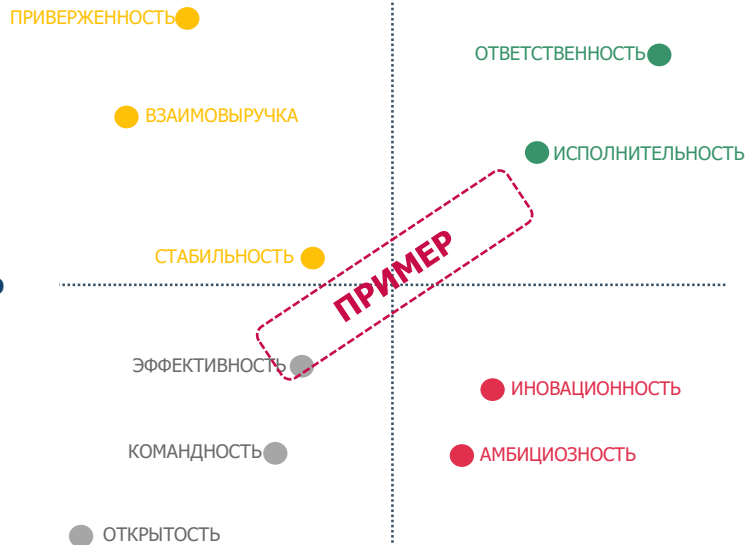 ПРИВЕРЖЕННОСТЬ
ОТВЕТСТВЕННОСТЬ
ВЗАИМОВЫРУЧКА
ИСПОЛНИТЕЛЬНОСТЬ
СТАБИЛЬНОСТЬ
ПРИМЕР
ЭФФЕКТИВНОСТЬ
ИНОВАЦИОННОСТЬ
КОМАНДНОСТЬ
АМБИЦИОЗНОСТЬ
ОТКРЫТОСТЬ